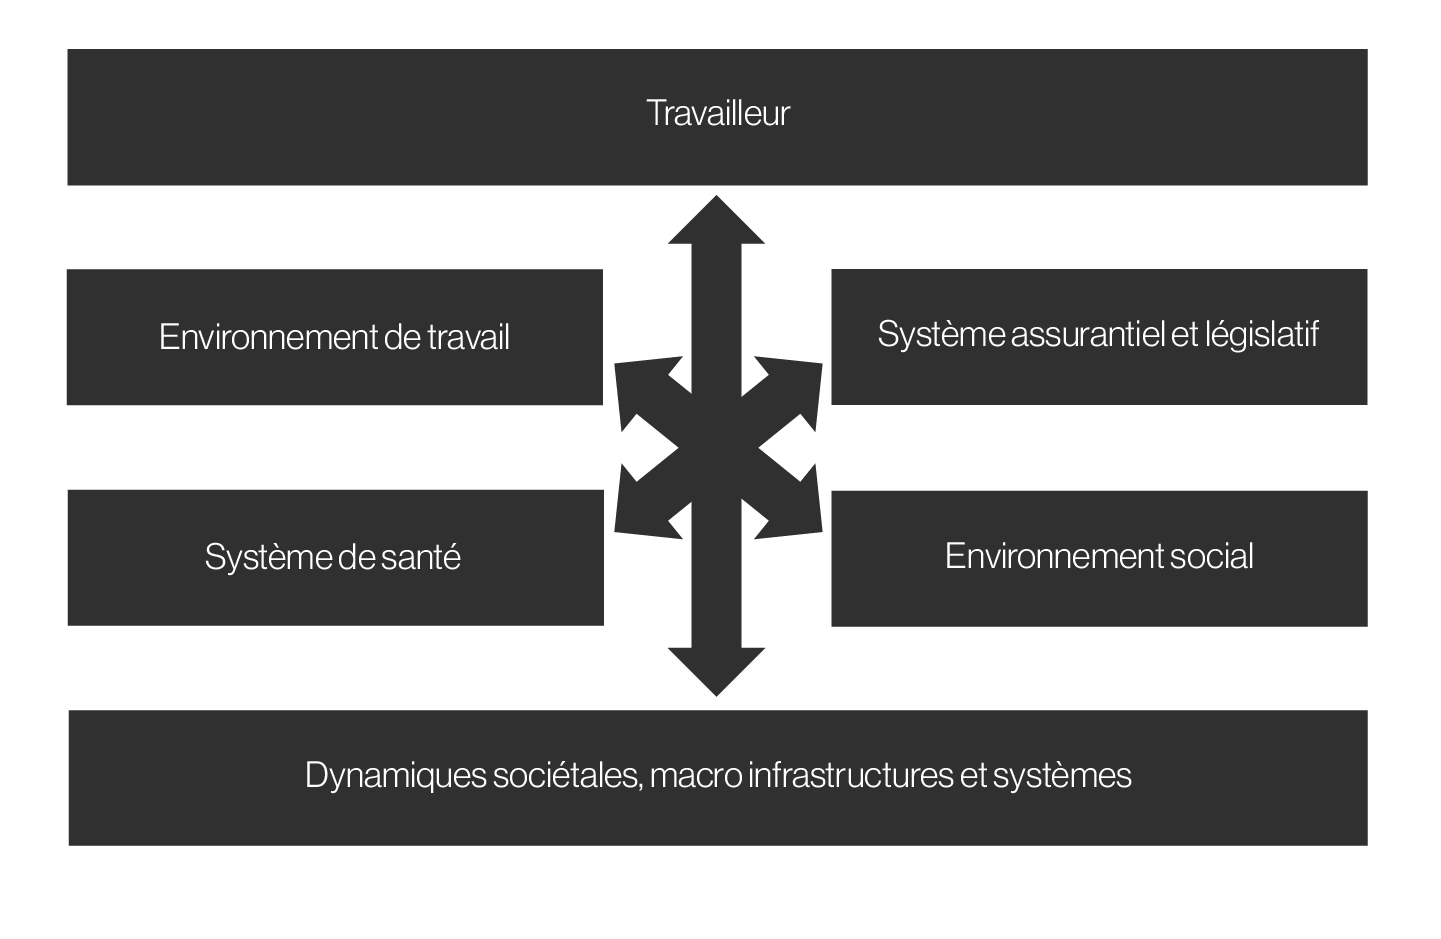 Travailleur
Environnement de travail
Système assurantiel et législatif
Système de santé
Environnement social
Dynamiques sociétales, macro infrastructures et systèmes